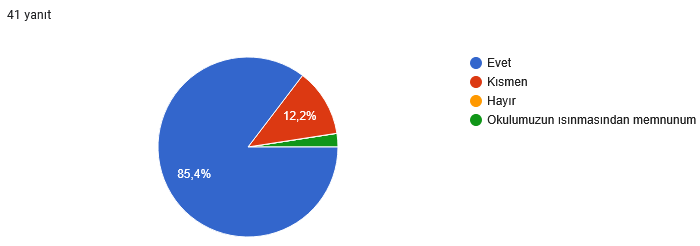 41 yanıt
Evet
Kısmen
Hayır
Okulumuzun ısınmasından memnunum
12,2%
85,4%